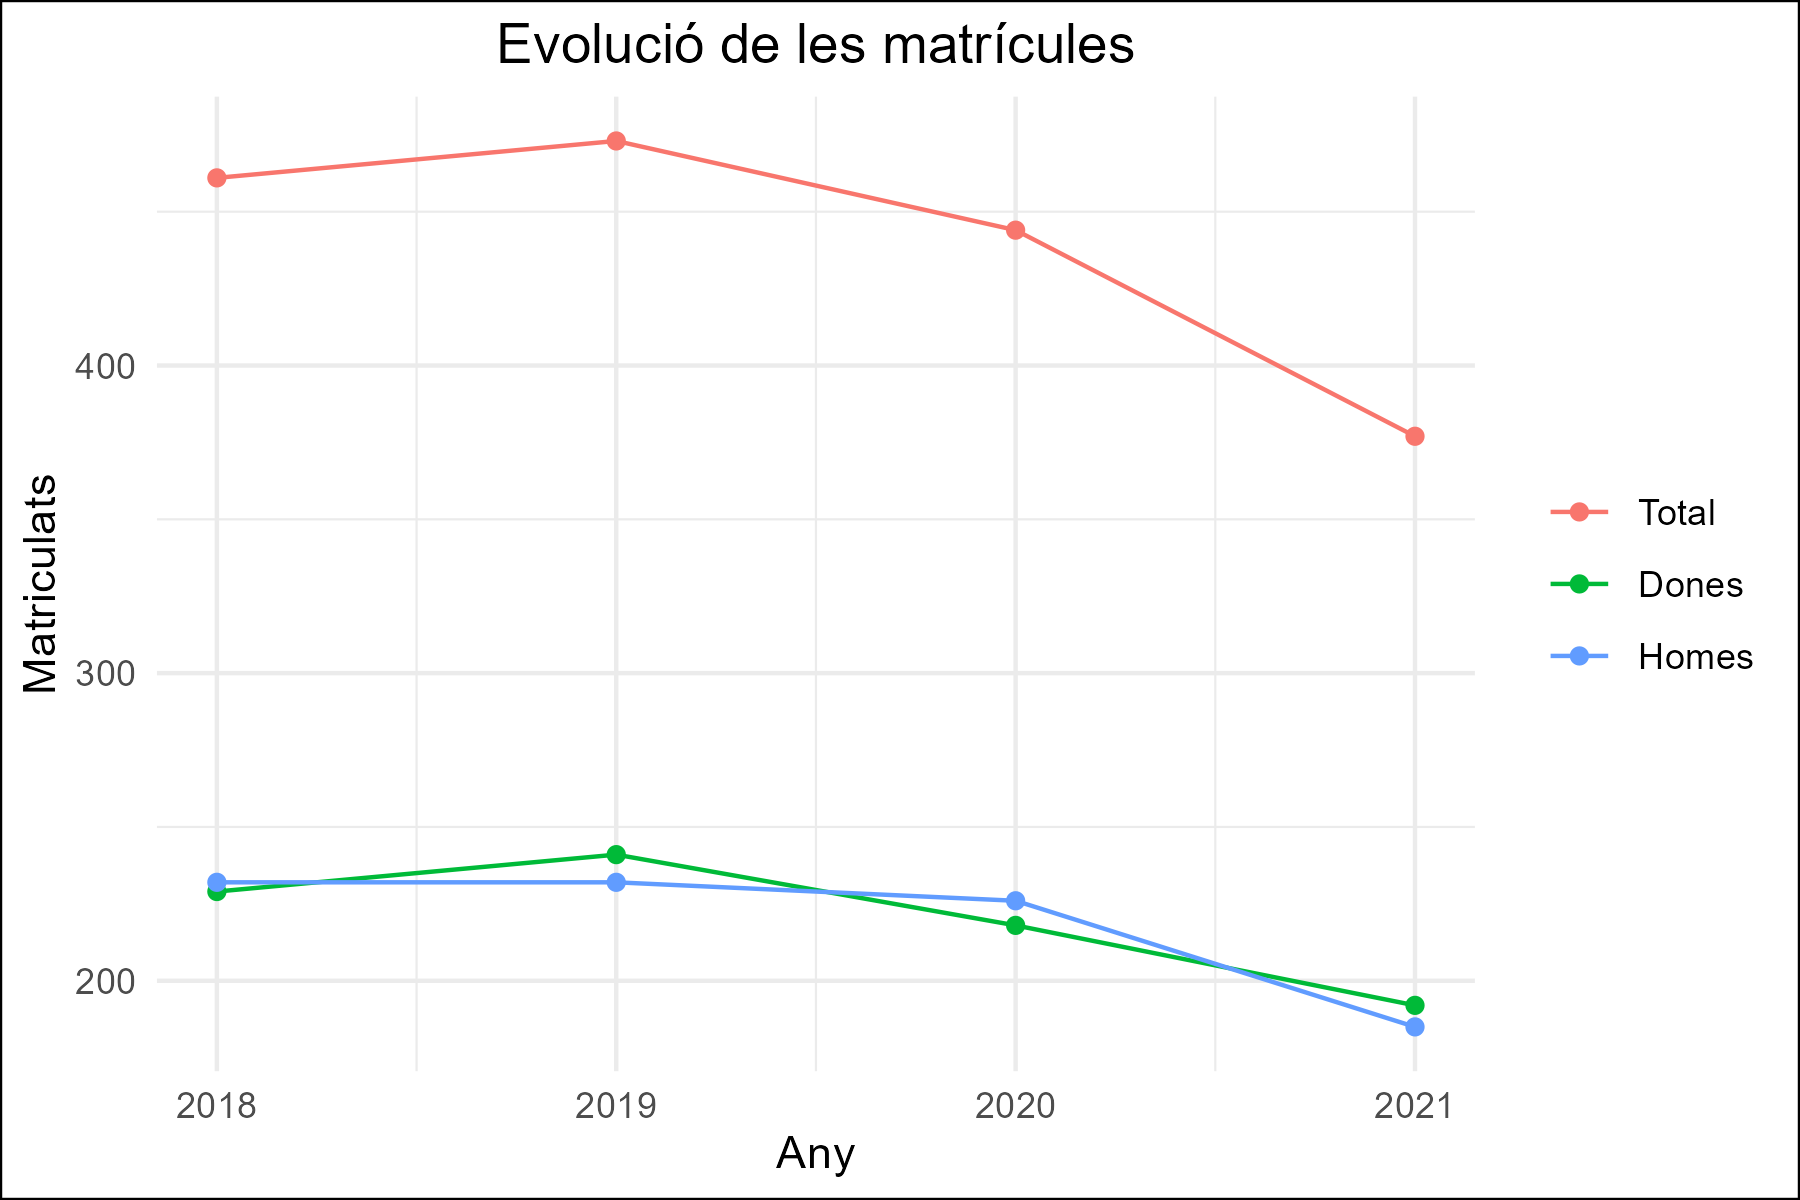 Evolució de les matrícules
Matriculats
400
300
200
2018 2019 2020 2021
Any
Total
Dones
Homes